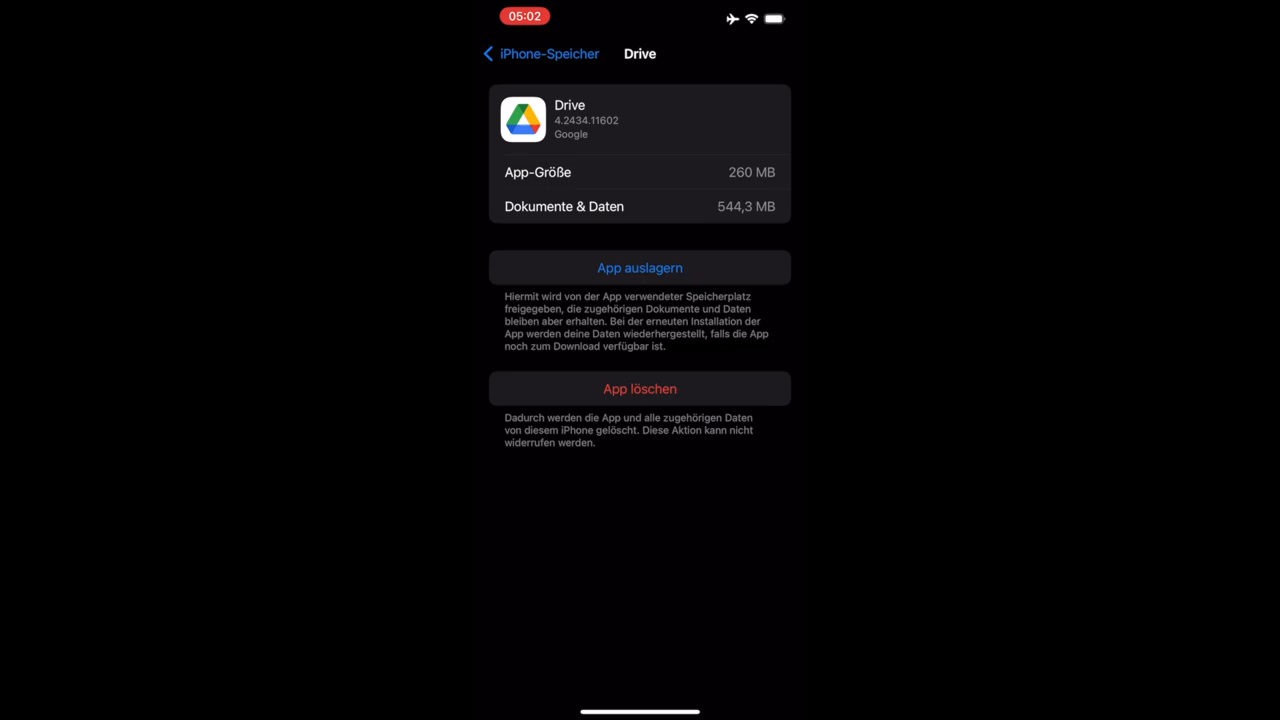 05:02
iPhone-Speicher
Drive
Drive
4.2434.11602
Google
App-Größe
260 MB
Dokumente & Daten
544,3 MB
App auslagern
Hiermit wird von der App verwendeter Speicherplatz
freigegeben, die zugehörigen Dokumente und Daten
bleiben aber erhalten. Bei der erneuten Installation der
App werden deine Daten wiederhergestellt, falls die App
noch zum Download verfügbar ist.
App löschen
Dadurch werden die App und alle zugehörigen Daten
von diesem iPhone gelöscht. Diese Aktion kann nicht
widerrufen werden.